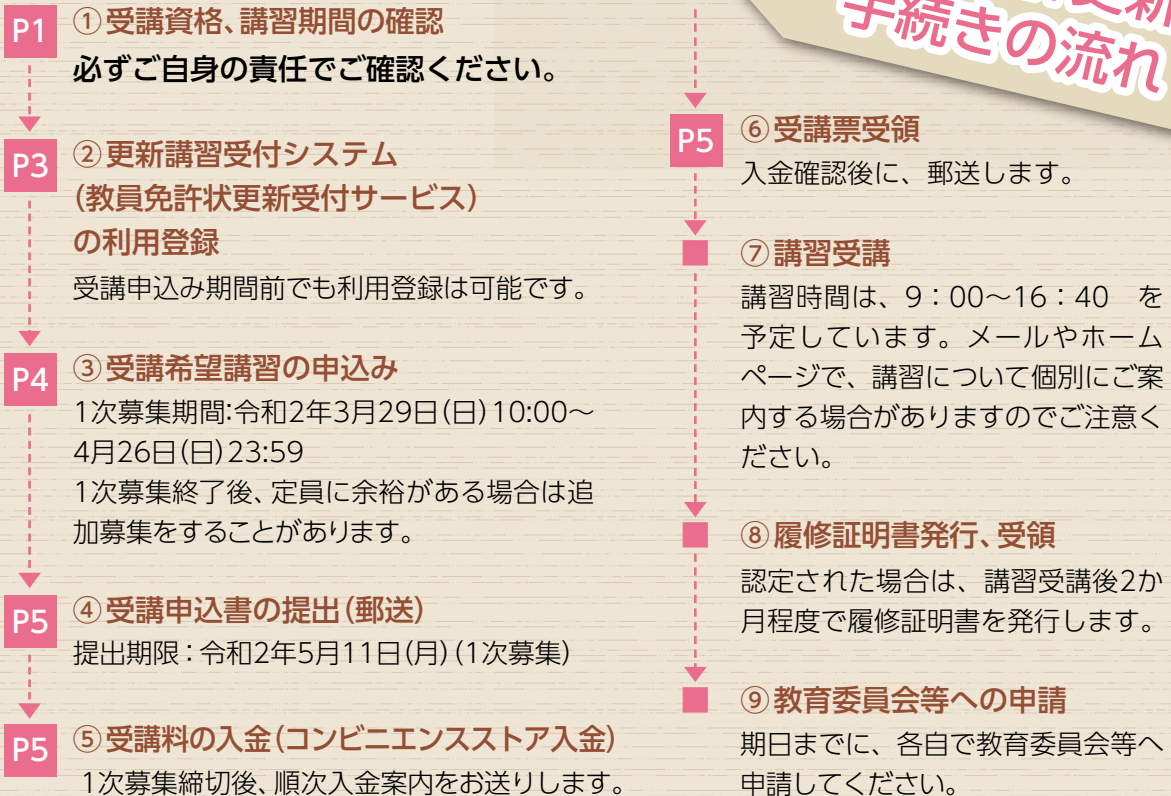 P1
①受講資格、講習期間の確認
必ずご自身の責任でご確認ください。
P3
②更新講習受付システム
(教員免許状更新受付サービス)
の利用登録
受講申込み期間前でも利用登録は可能です。
P4
③受講希望講習の申込み
1次募集期間:令和2年3月29日(日)10:00～
4月26日(日)23:59
1次募集終了後、定員に余裕がある場合は追
加募集をすることがあります。
P5
④受講申込書の提出(郵送)
提出期限：令和2年5月11日(月)(1次募集)
P5
⑤受講料の入金(コンビニエンスストア入金)
1次募集締切後、順次入金案内をお送りします。
更新
手続きの流れ
P5
⑥受講票受領
入金確認後に、郵送します。
⑦講習受講
講習時間は、9：00～16：40　を
予定しています。メールやホーム
ページで、講習について個別にご案
内する場合がありますのでご注意く
ださい。
⑧履修証明書発行、受領
認定された場合は、講習受講後2か
月程度で履修証明書を発行します。
⑨教育委員会等への申請
期日までに、各自で教育委員会等へ
申請してください。